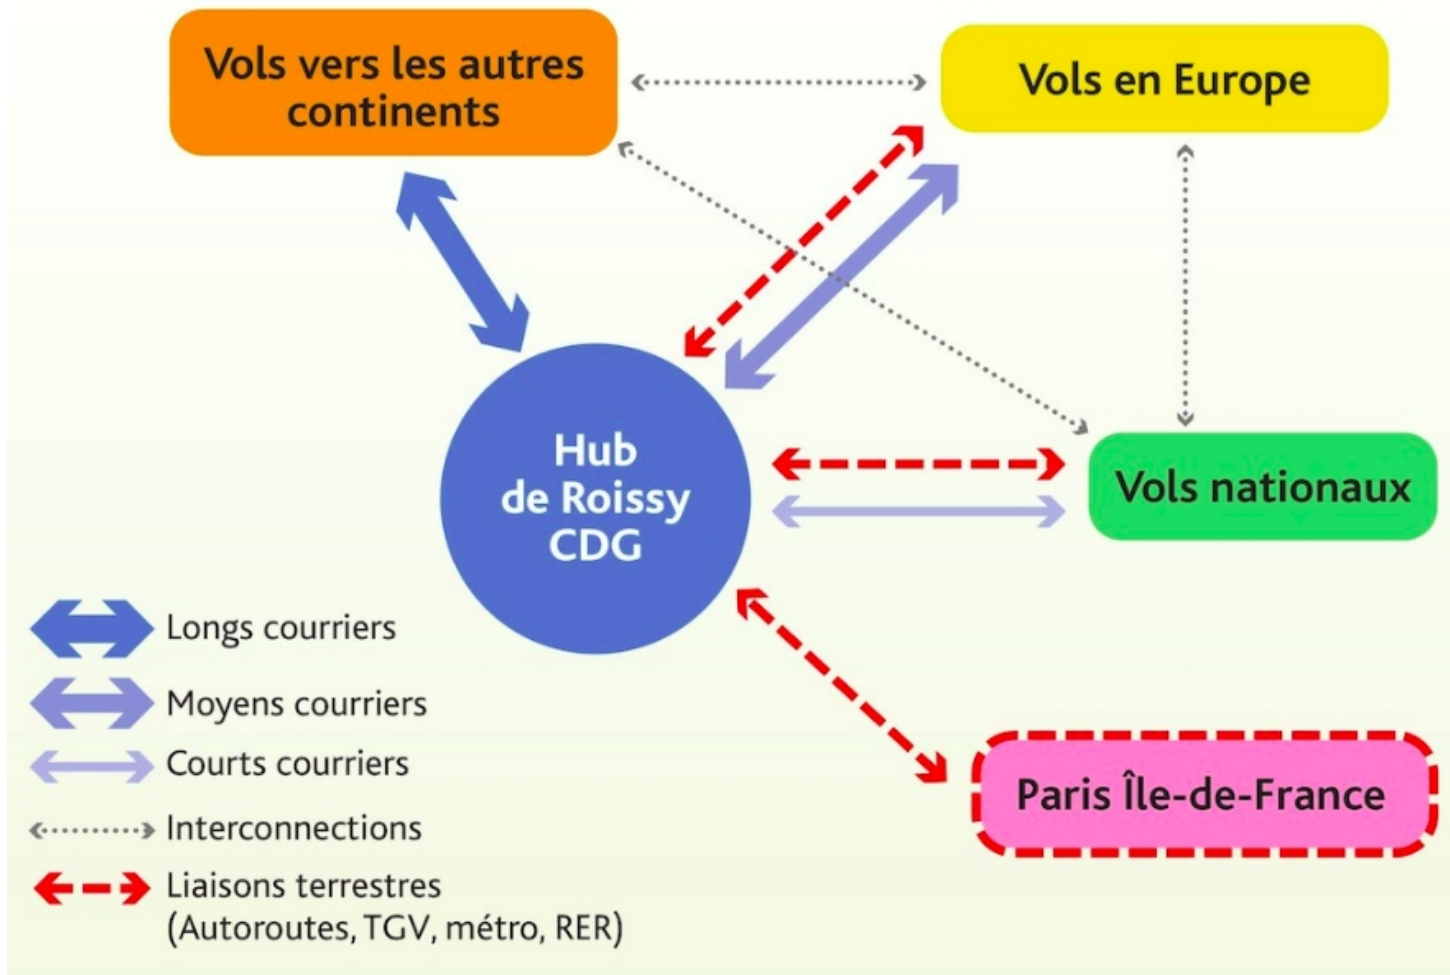 Vols vers les autres
continents
Vols en Europe
Hub
de Roissy
CDG
Vols nationaux
Longs courriers
Moyens courriers
Courts courriers
Paris Île-de-France
Interconnections
Liaisons terrestres
(Autoroutes, TGV, métro, RER)